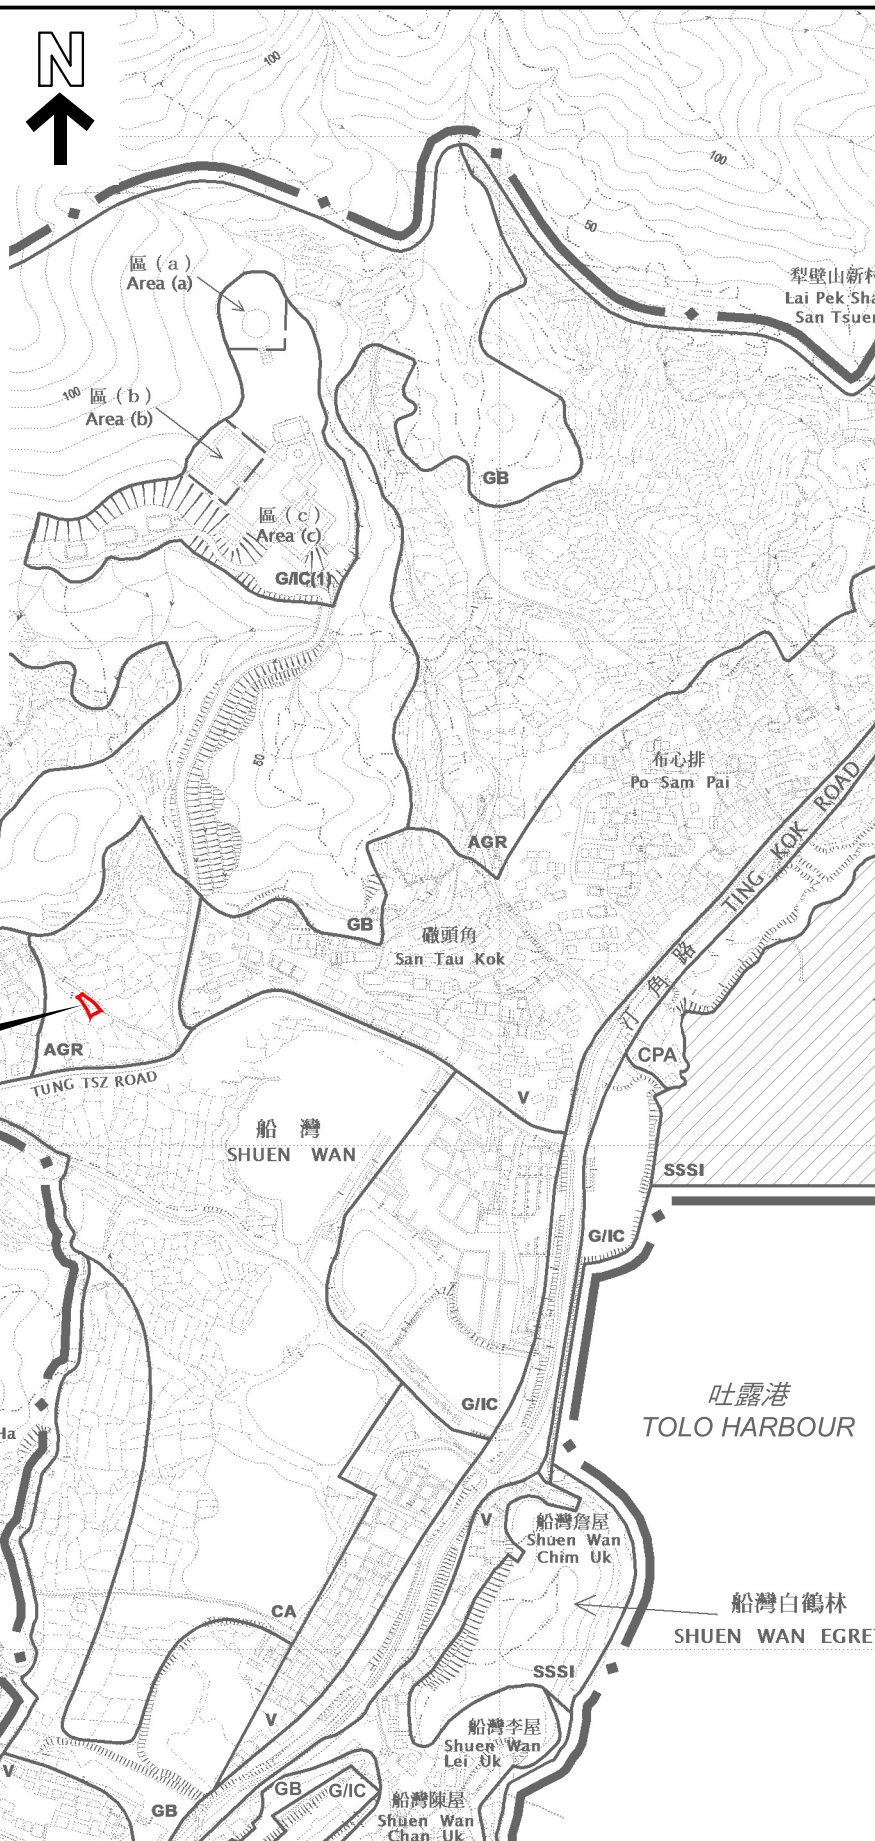 N
100
100
50
犁壁山新村
Lai Pek Sha
San Tsuen
區（a）
Area (a)
區（b）
Area (b)
100
區（c）
Area (c)
G/IC(1)
GB
50
布心排
Po Sam Pai
汀角路 TING KOK ROAD
AGR
GB
San Tau Kok
AGR
TUNG TSZ ROAD
CPA
V
船灣
SHUEN WAN
SSSI
G/IC
吐露港
TOLO HARBOUR
G/IC
Ha
V
船灣詹屋
Shuen Wan
Chim Uk
船灣白鶴林
SHUEN WAN EGRET
CA
SSSI
V
船灣李屋
Shuen Wan
Lei Uk
V
GB
GB
G/IC
船灣陳屋
Shuen Wan
Chan Uk